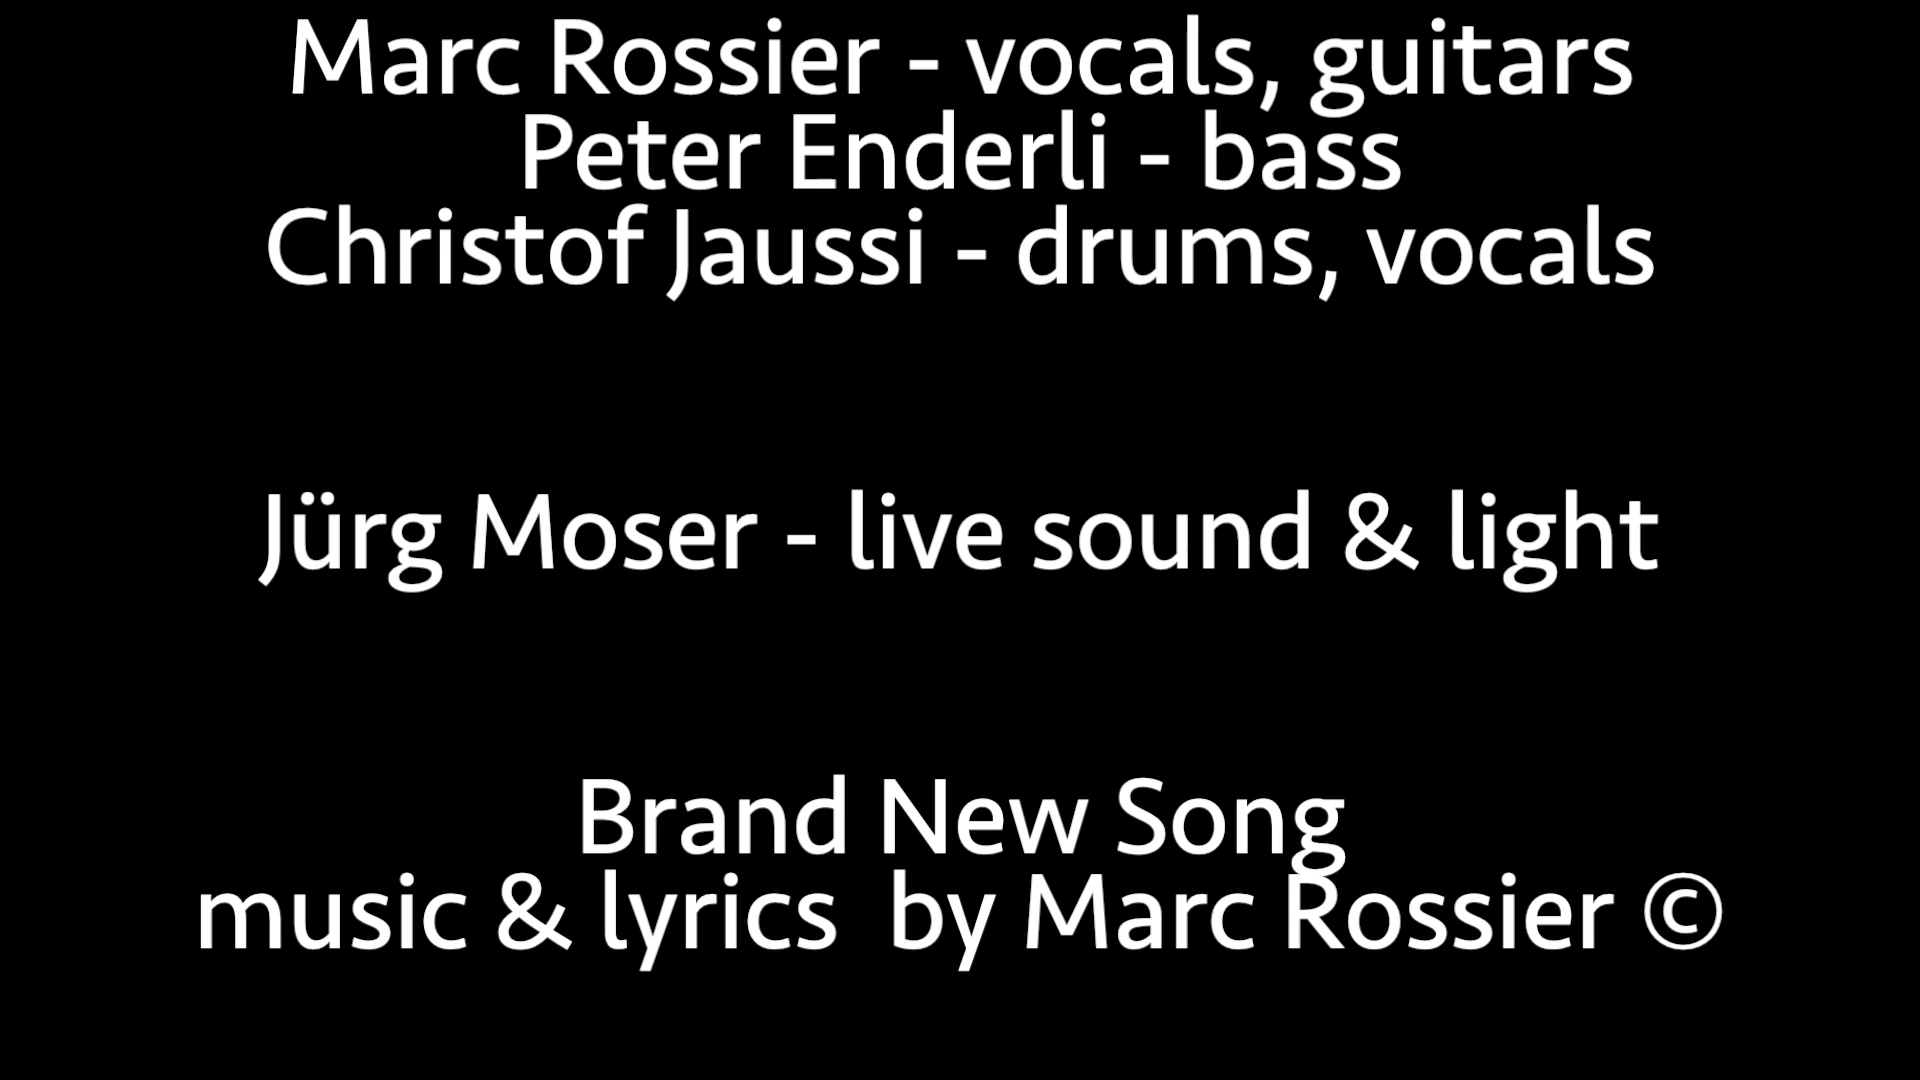 Marc Rossier - vocals, guitars
Peter Enderli - bass
Christof Jaussi - drums, vocals
Jürg Moser - live sound & light
Brand New Song
music & lyrics  by Marc Rossier ©